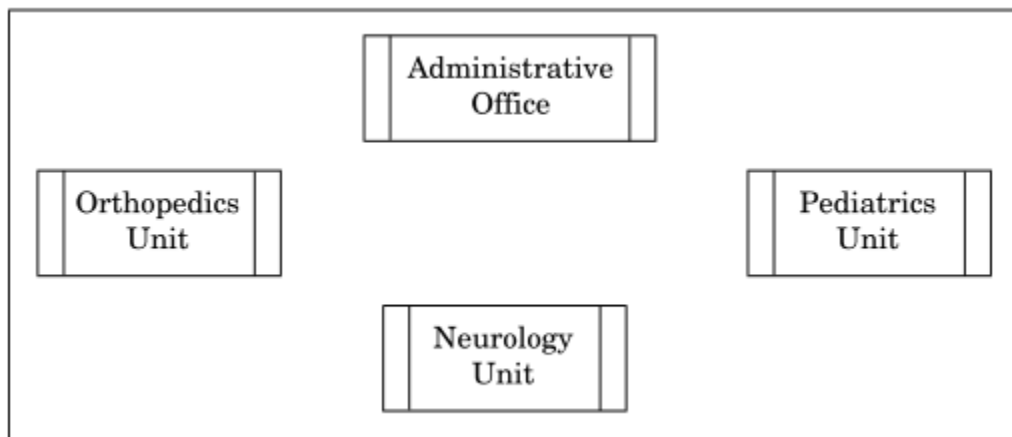 Administrative
Office
Orthopedics
Unit
Pediatrics
Unit
Neurology
Unit